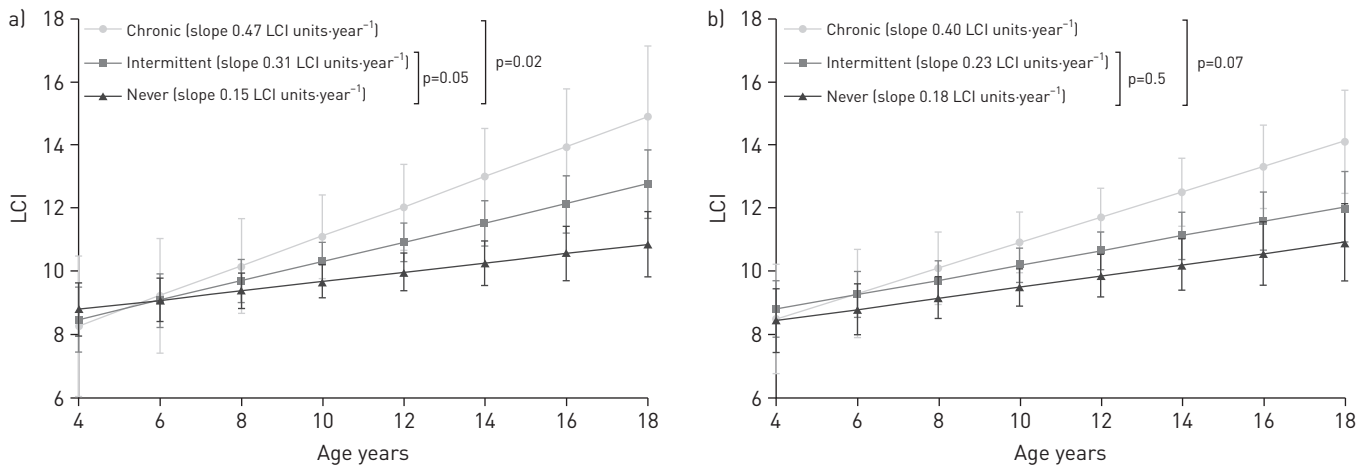 a)
18
16
14
12
10
8
6
LCI
Chronic (slope 0.47 LCI units·year⁻¹)
Intermittent (slope 0.31 LCI units·year⁻¹)
Never (slope 0.15 LCI units·year⁻¹)
p=0.05
p=0.02
4 6 8 10 12 14 16 18
Age years
b)
18
16
14
12
10
8
6
LCI
Chronic (slope 0.40 LCI units·year⁻¹)
Intermittent (slope 0.23 LCI units·year⁻¹)
Never (slope 0.18 LCI units·year⁻¹)
p=0.5
p=0.07
4 6 8 10 12 14 16 18
Age years